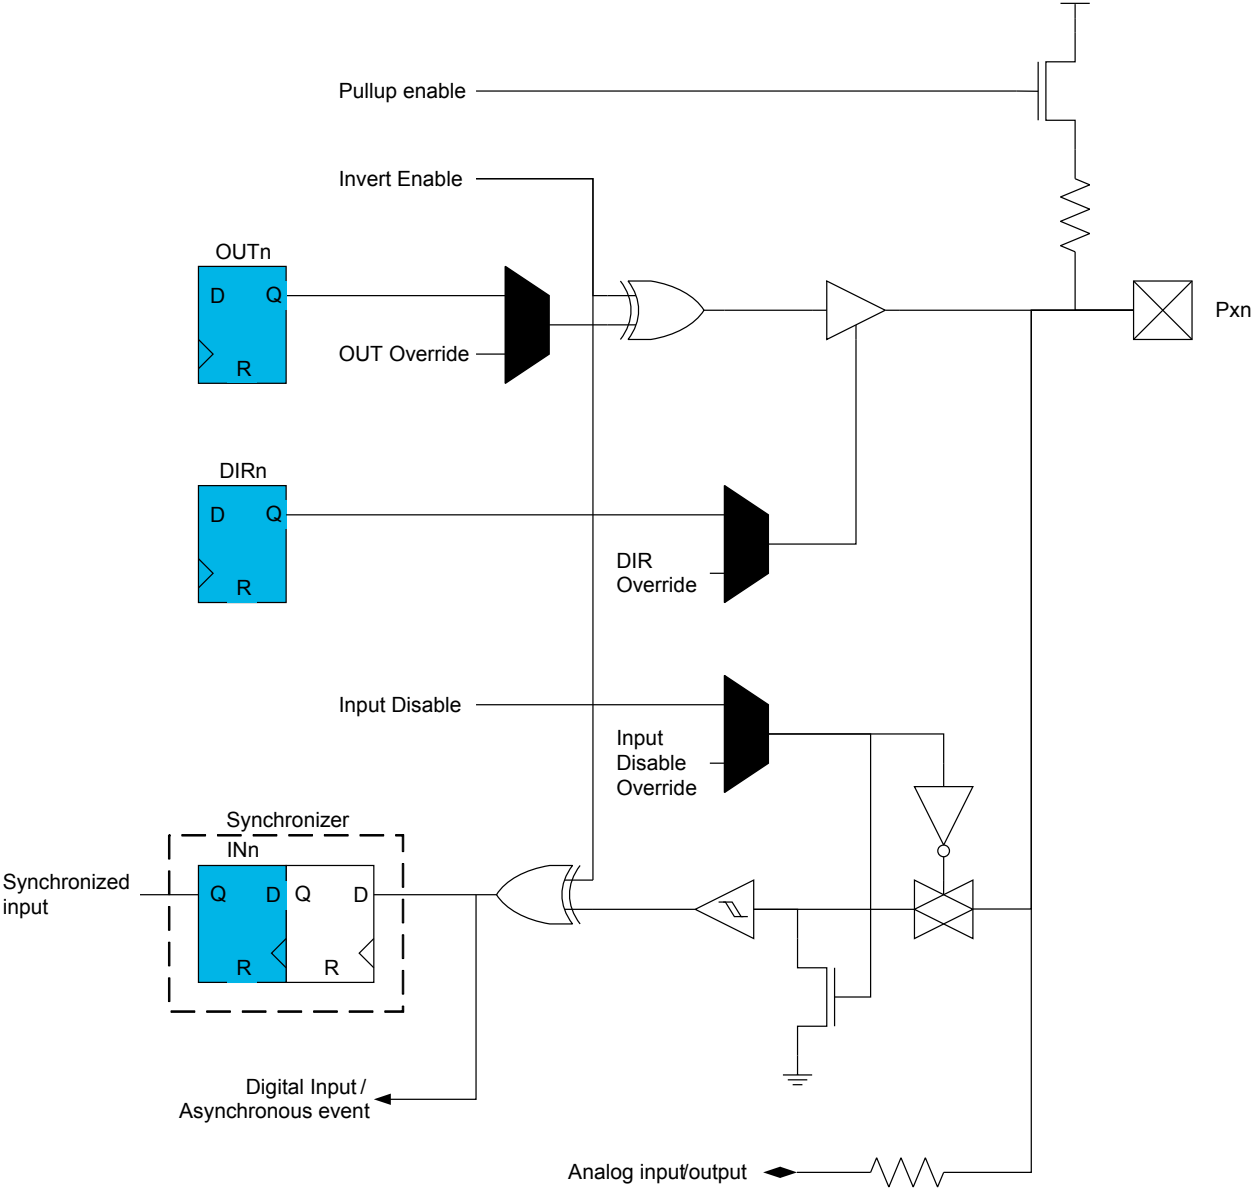 Pullup enable
Invert Enable
OUTn
D Q
R
OUT Override
Pxn
DIRn
D Q
R
DIR
Override
Input Disable
Input
Disable
Override
Synchronizer
INn
Synchronized
input
Q D Q D
R R
Digital Input /
Asynchronous event
Analog input/output